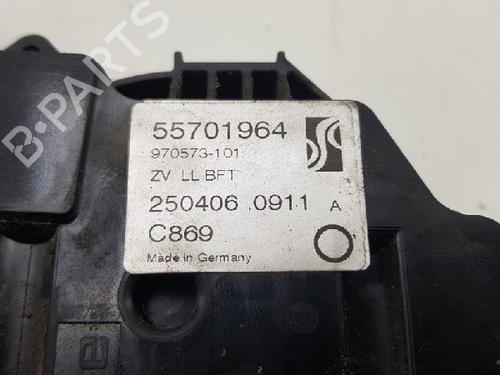 55701964
970573-101
ZV LL BFT
250406 .0911 A
C869
Made in Germany
B-PARTS